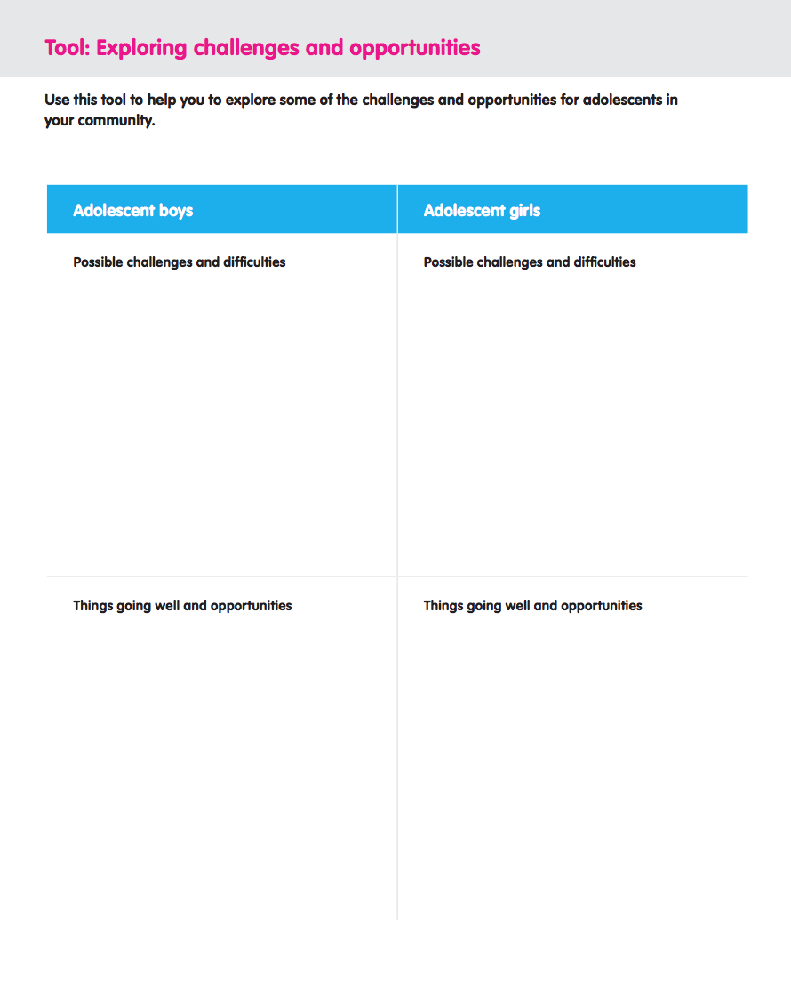 Tool: Exploring challenges and opportunities
Use this tool to help you to explore some of the challenges and opportunities for adolescents in
your community.
Adolescent boys
Adolescent girls
Possible challenges and difficulties
Possible challenges and difficulties
Things going well and opportunities
Things going well and opportunities